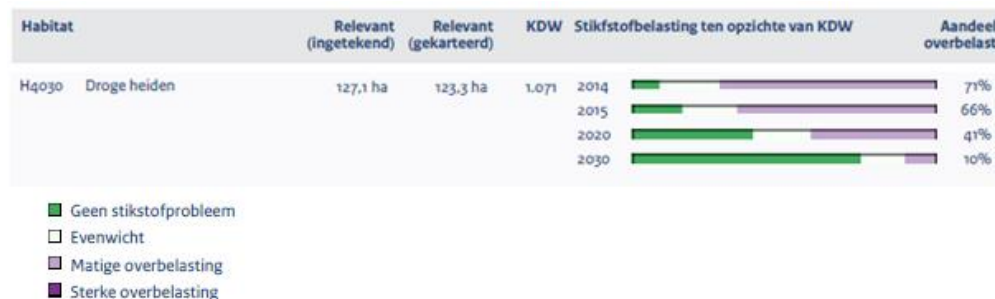 Habitat Relevant Relevant KDW Stikfstofbelasting ten opzichte van KDW Aandeel
(ingetekend) (gekarteerd) overbelast
H4030 Droge heiden 127,1 ha 123,3 ha 1.071 2014 71%
2015 66%
2020 41%
2030 10%
Geen stikstofprobleem
Evenwicht
Matige overbelasting
Sterke overbelasting